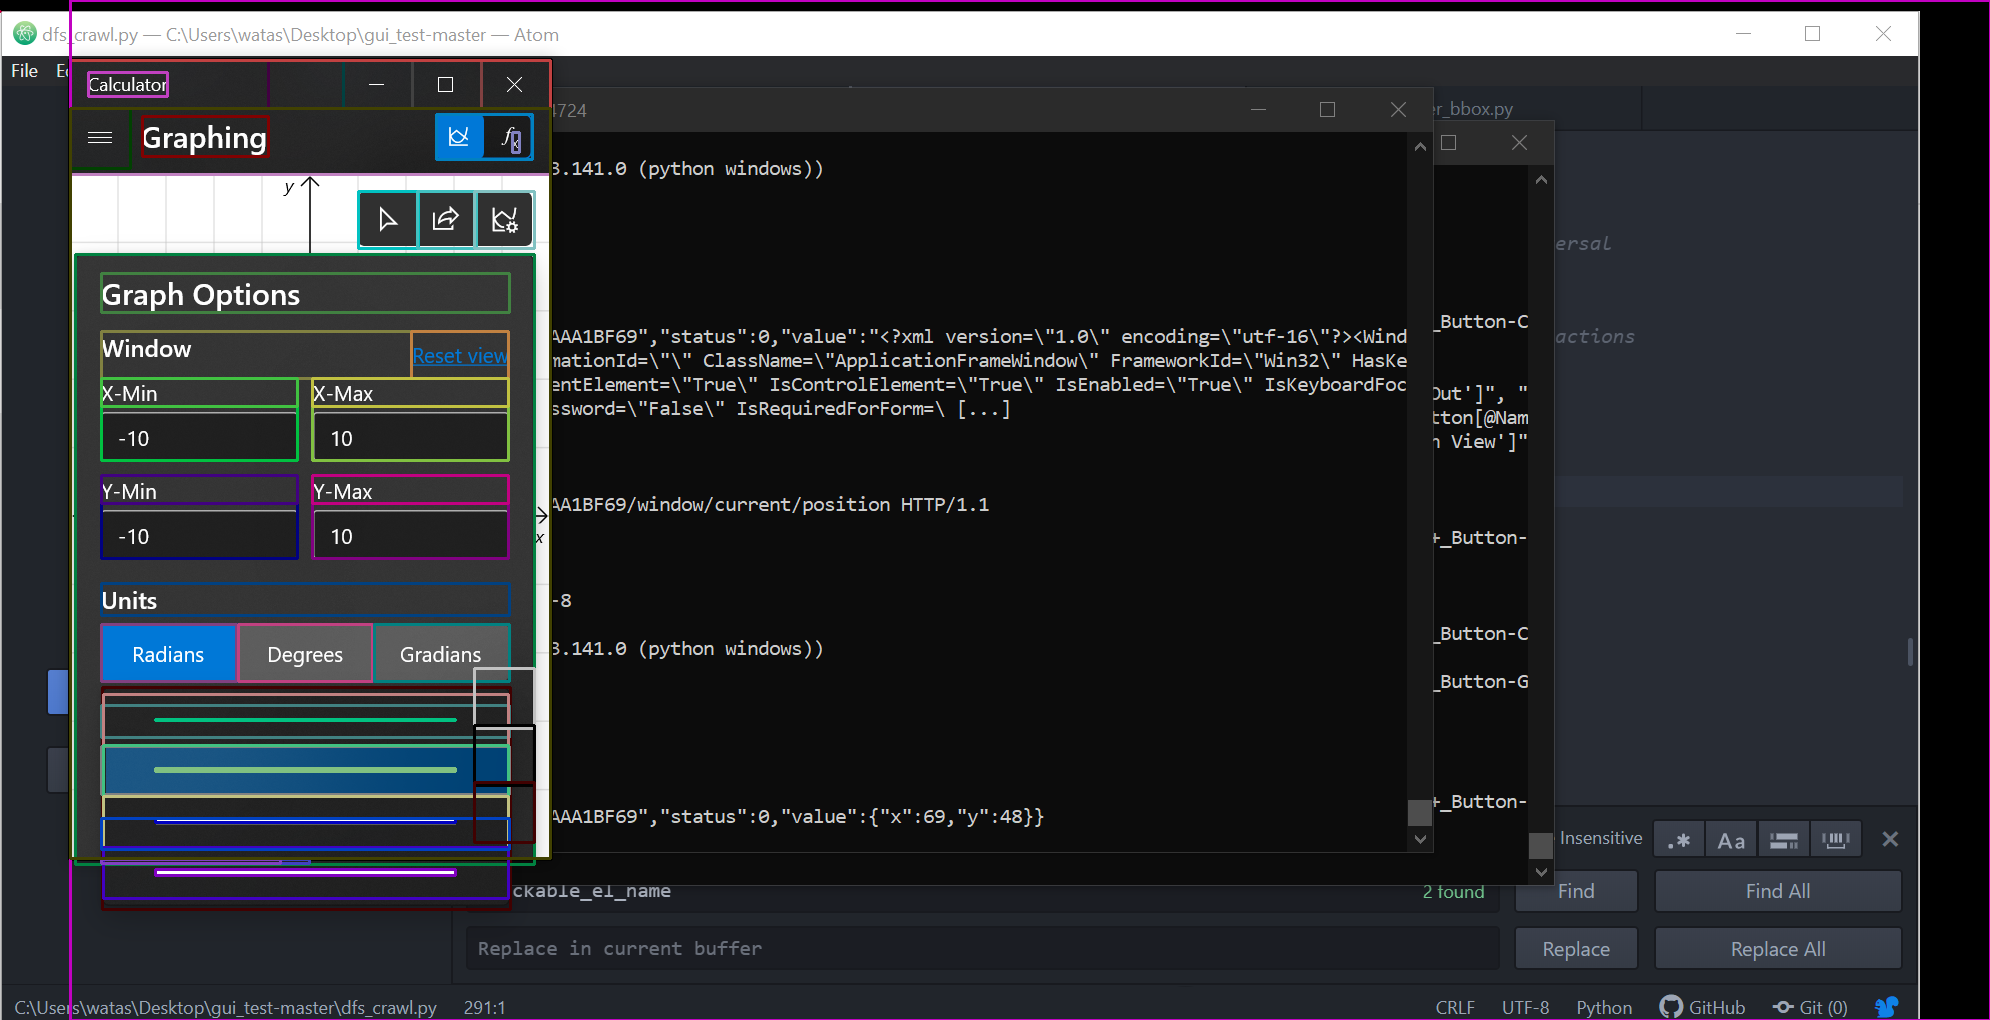 dfs_crawl.py — C:\Users\watas\Desktop\gui_test-master — Atom
File
Calculator
Graphing
y
x
Graph Options
Window
Reset view
X-Min
X-Max
-10
10
Y-Min
Y-Max
-10
10
Units
Radians
Degrees
Gradians
4724
3.141.0 (python windows))
AAA1BF69","status":0,"value":"<?xml version=\"1.0\" encoding=\"utf-16\"?><Wind
mationId=\"\" ClassName=\"ApplicationFrameWindow\" FrameworkId=\"Win32\" HasKe
entElement=\"True\" IsControlElement=\"True\" IsEnabled=\"True\" IsKeyboardFoc
ssword=\"False\" IsRequiredForForm=\ [...]
AA1BF69/window/current/position HTTP/1.1
-8
3.141.0 (python windows))
AAA1BF69","status":0,"value":{"x":69,"y":48}}
er_bbox.py
ersal
_Button-C
actions
Out']", "
tton[@Nam
n View']"
+_Button-
_Button-C
_Button-G
+_Button-
Insensitive
.* Aa
ckable_el_name
2 found
Find
Find All
Replace in current buffer
Replace
Replace All
C:\Users\watas\Desktop\gui_test-master\dfs_crawl.py 291:1
CRLF UTF-8 Python GitHub Git (0)